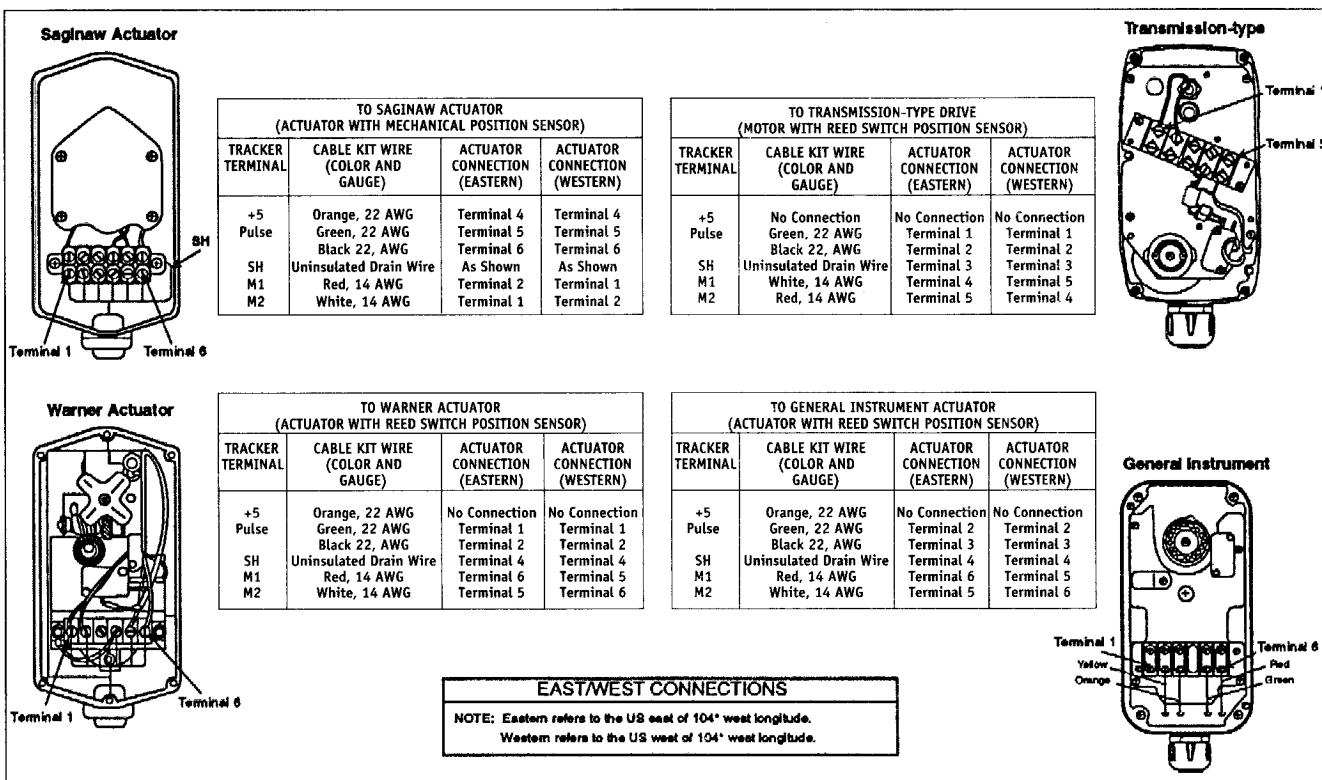 Saginaw Actuator
SH
Terminal 1
Terminal 6
TO SAGINAW ACTUATOR
(ACTUATOR WITH MECHANICAL POSITION SENSOR)
TRACKER TERMINAL | CABLE KIT WIRE (COLOR AND GAUGE) | ACTUATOR CONNECTION (EASTERN) | ACTUATOR CONNECTION (WESTERN)
+5 Orange, 22 AWG Terminal 4 Terminal 4
Pulse Green, 22 AWG Terminal 5 Terminal 5
Black 22, AWG Terminal 6 Terminal 6
SH Uninsulated Drain Wire As Shown As Shown
M1 Red, 14 AWG Terminal 2 Terminal 1
M2 White, 14 AWG Terminal 1 Terminal 2
TO TRANSMISSION-TYPE DRIVE
(MOTOR WITH REED SWITCH POSITION SENSOR)
TRACKER TERMINAL | CABLE KIT WIRE (COLOR AND GAUGE) | ACTUATOR CONNECTION (EASTERN) | ACTUATOR CONNECTION (WESTERN)
+5 No Connection No Connection No Connection
Pulse Green, 22 AWG Terminal 1 Terminal 1
Black 22, AWG Terminal 2 Terminal 2
SH Uninsulated Drain Wire Terminal 3 Terminal 3
M1 White, 14 AWG Terminal 4 Terminal 5
M2 Red, 14 AWG Terminal 5 Terminal 4
Transmission-type
Terminal
Terminal
Warner Actuator
Terminal 1
Terminal 6
TO WARNER ACTUATOR
(ACTUATOR WITH REED SWITCH POSITION SENSOR)
TRACKER TERMINAL | CABLE KIT WIRE (COLOR AND GAUGE) | ACTUATOR CONNECTION (EASTERN) | ACTUATOR CONNECTION (WESTERN)
+5 Orange, 22 AWG No Connection No Connection
Pulse Green, 22 AWG Terminal 1 Terminal 1
Black 22, AWG Terminal 2 Terminal 2
SH Uninsulated Drain Wire Terminal 4 Terminal 4
M1 Red, 14 AWG Terminal 6 Terminal 5
M2 White, 14 AWG Terminal 5 Terminal 6
TO GENERAL INSTRUMENT ACTUATOR
(ACTUATOR WITH REED SWITCH POSITION SENSOR)
TRACKER TERMINAL | CABLE KIT WIRE (COLOR AND GAUGE) | ACTUATOR CONNECTION (EASTERN) | ACTUATOR CONNECTION (WESTERN)
+5 Orange, 22 AWG No Connection No Connection
Pulse Green, 22 AWG Terminal 2 Terminal 2
Black 22, AWG Terminal 3 Terminal 3
SH Uninsulated Drain Wire Terminal 4 Terminal 4
M1 Red, 14 AWG Terminal 6 Terminal 5
M2 White, 14 AWG Terminal 5 Terminal 6
General Instrument
Terminal 1
Terminal 6
Yellow
Red
Orange
Green
EAST/WEST CONNECTIONS
NOTE: Eastern refers to the US east of 104° west longitude.
Western refers to the US west of 104° west longitude.